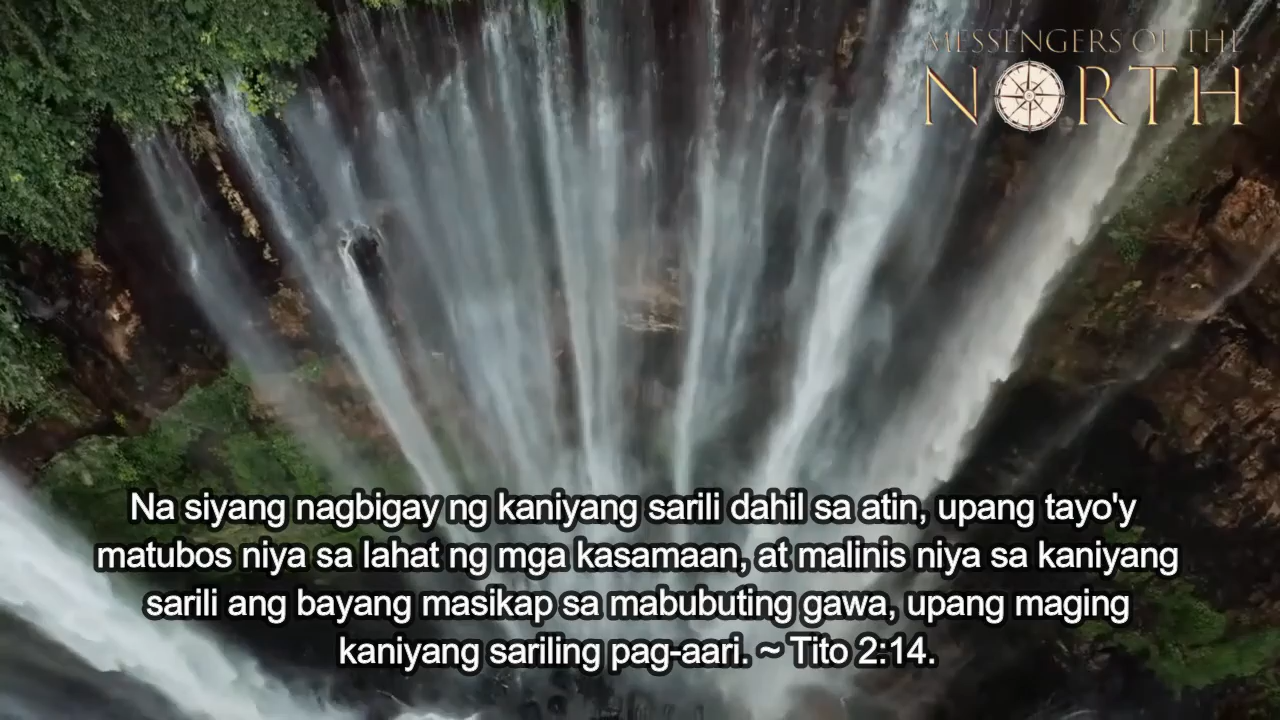 MESSENGERS OF THE
NORTH
Na siyang nagbigay ng kaniyang sarili dahil sa atin, upang tayo'y
matubos niya sa lahat ng mga kasamaan, at malinis niya sa kaniyang
sarili ang bayang masikap sa mabubuting gawa, upang maging
kaniyang sariling pag-aari. ~ Tito 2:14.